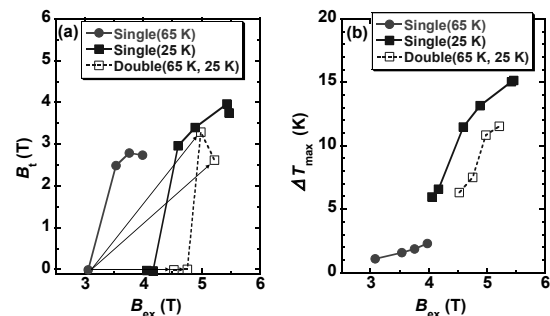 (a)
Single(65 K)
Single(25 K)
Double(65 K, 25 K)
6
5
4
3
2
1
0
B_t (T)
2 3 4 5 6
B_ex (T)
(b)
Single(65 K)
Single(25 K)
Double(65 K, 25 K)
20
15
10
5
0
ΔT_max (K)
3 4 5 6
B_ex (T)